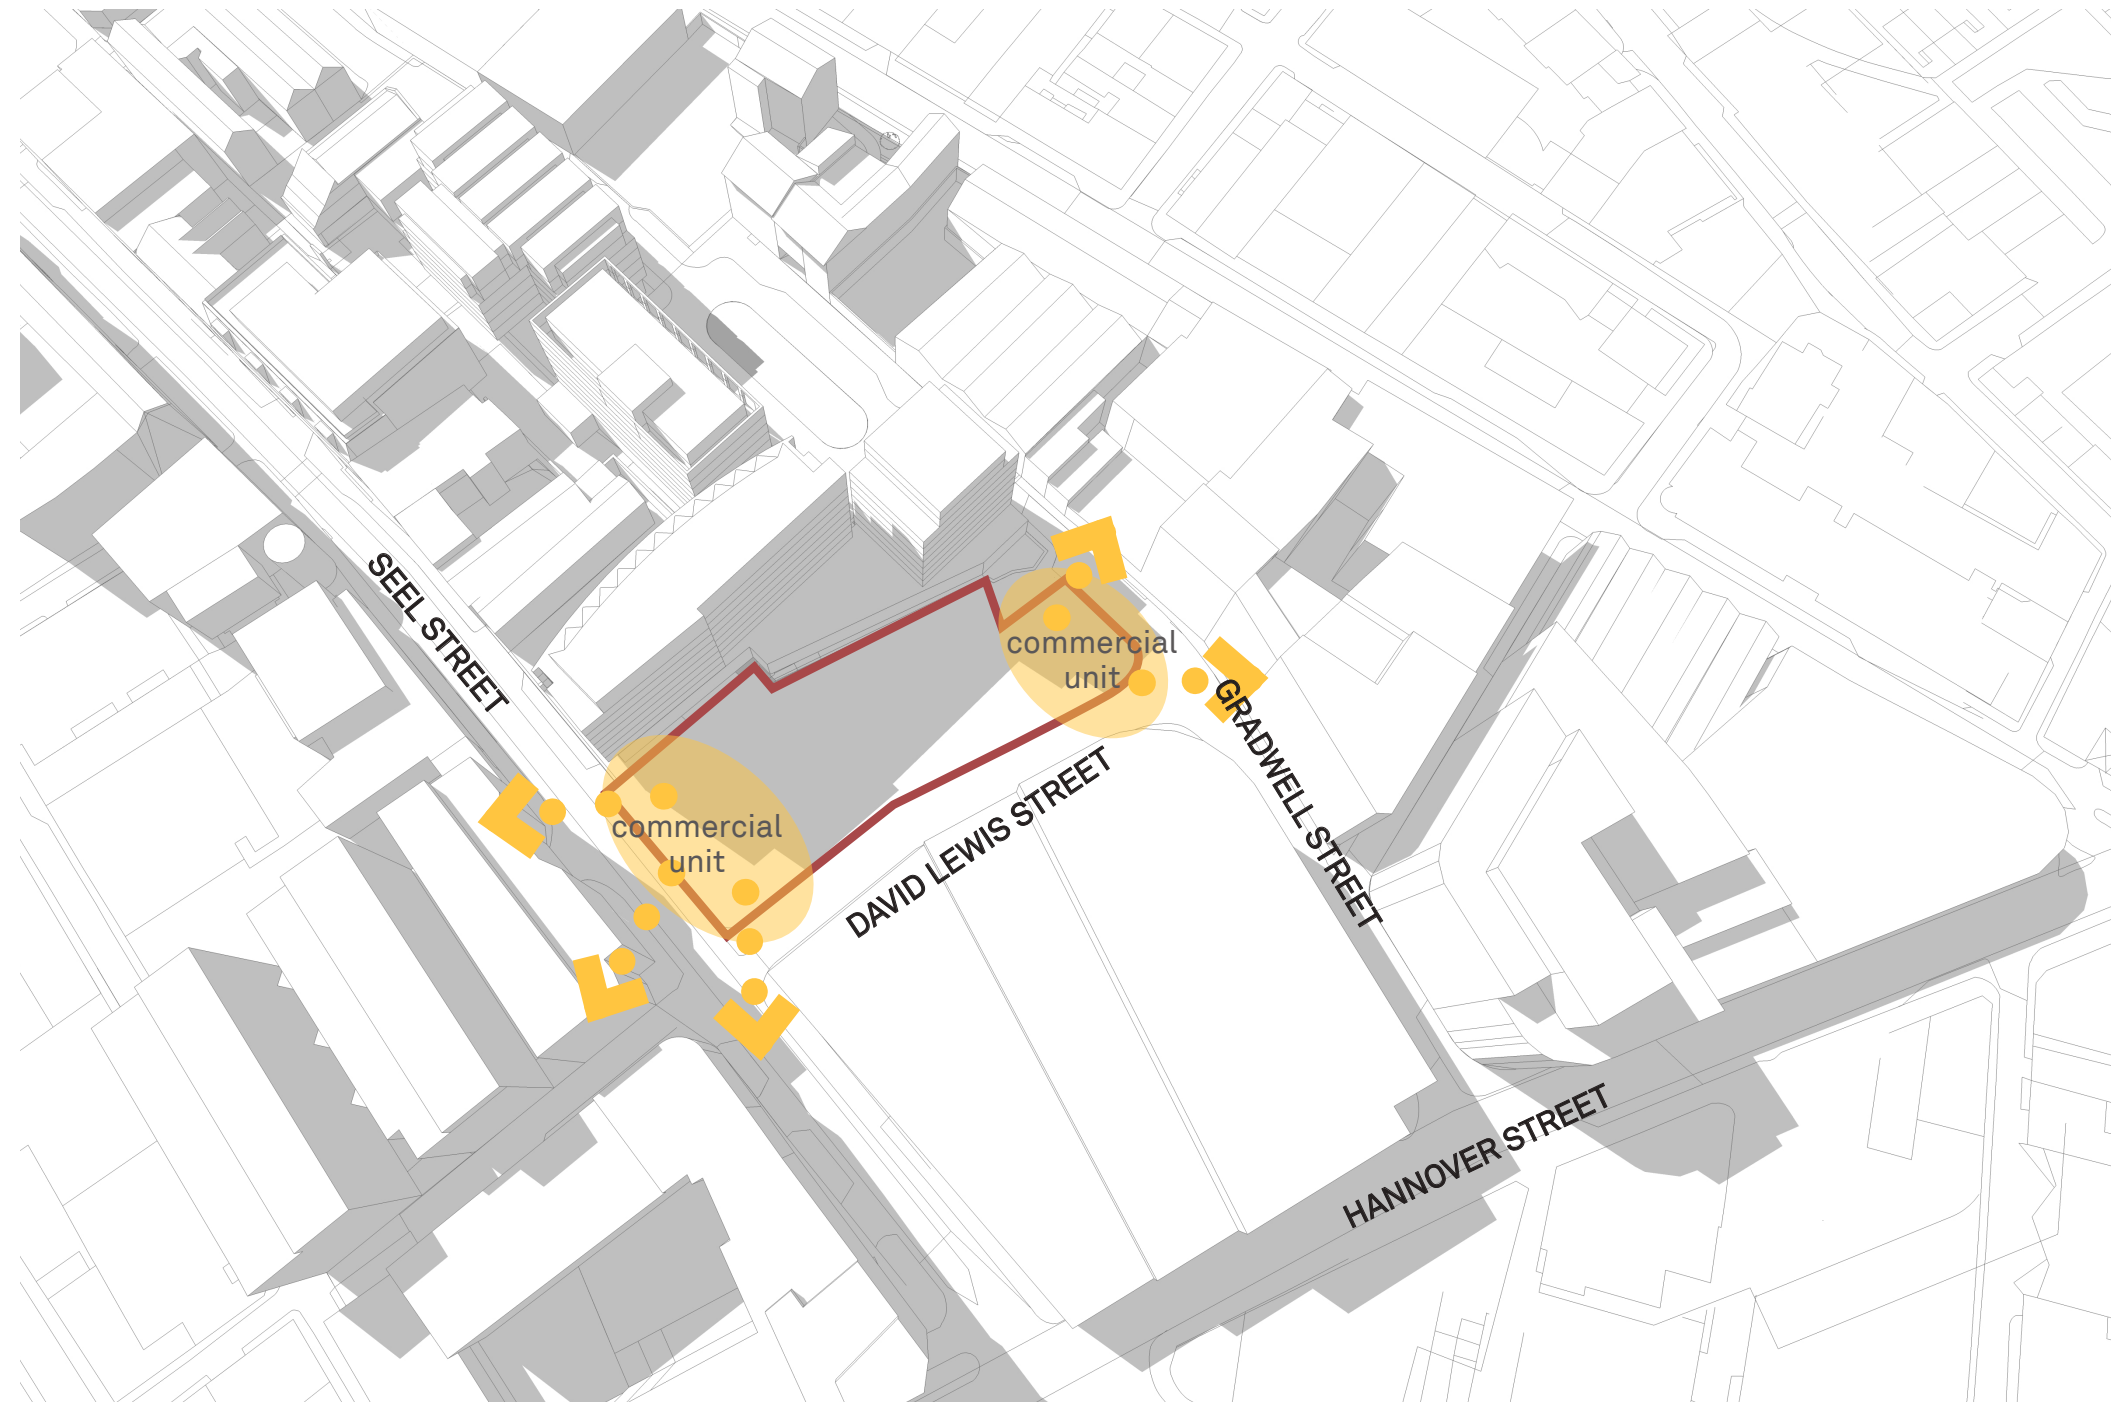 SEEL STREET
commercial
unit
GRADWELL STREET
commercial
unit
DAVID LEWIS STREET
HANNOVER STREET